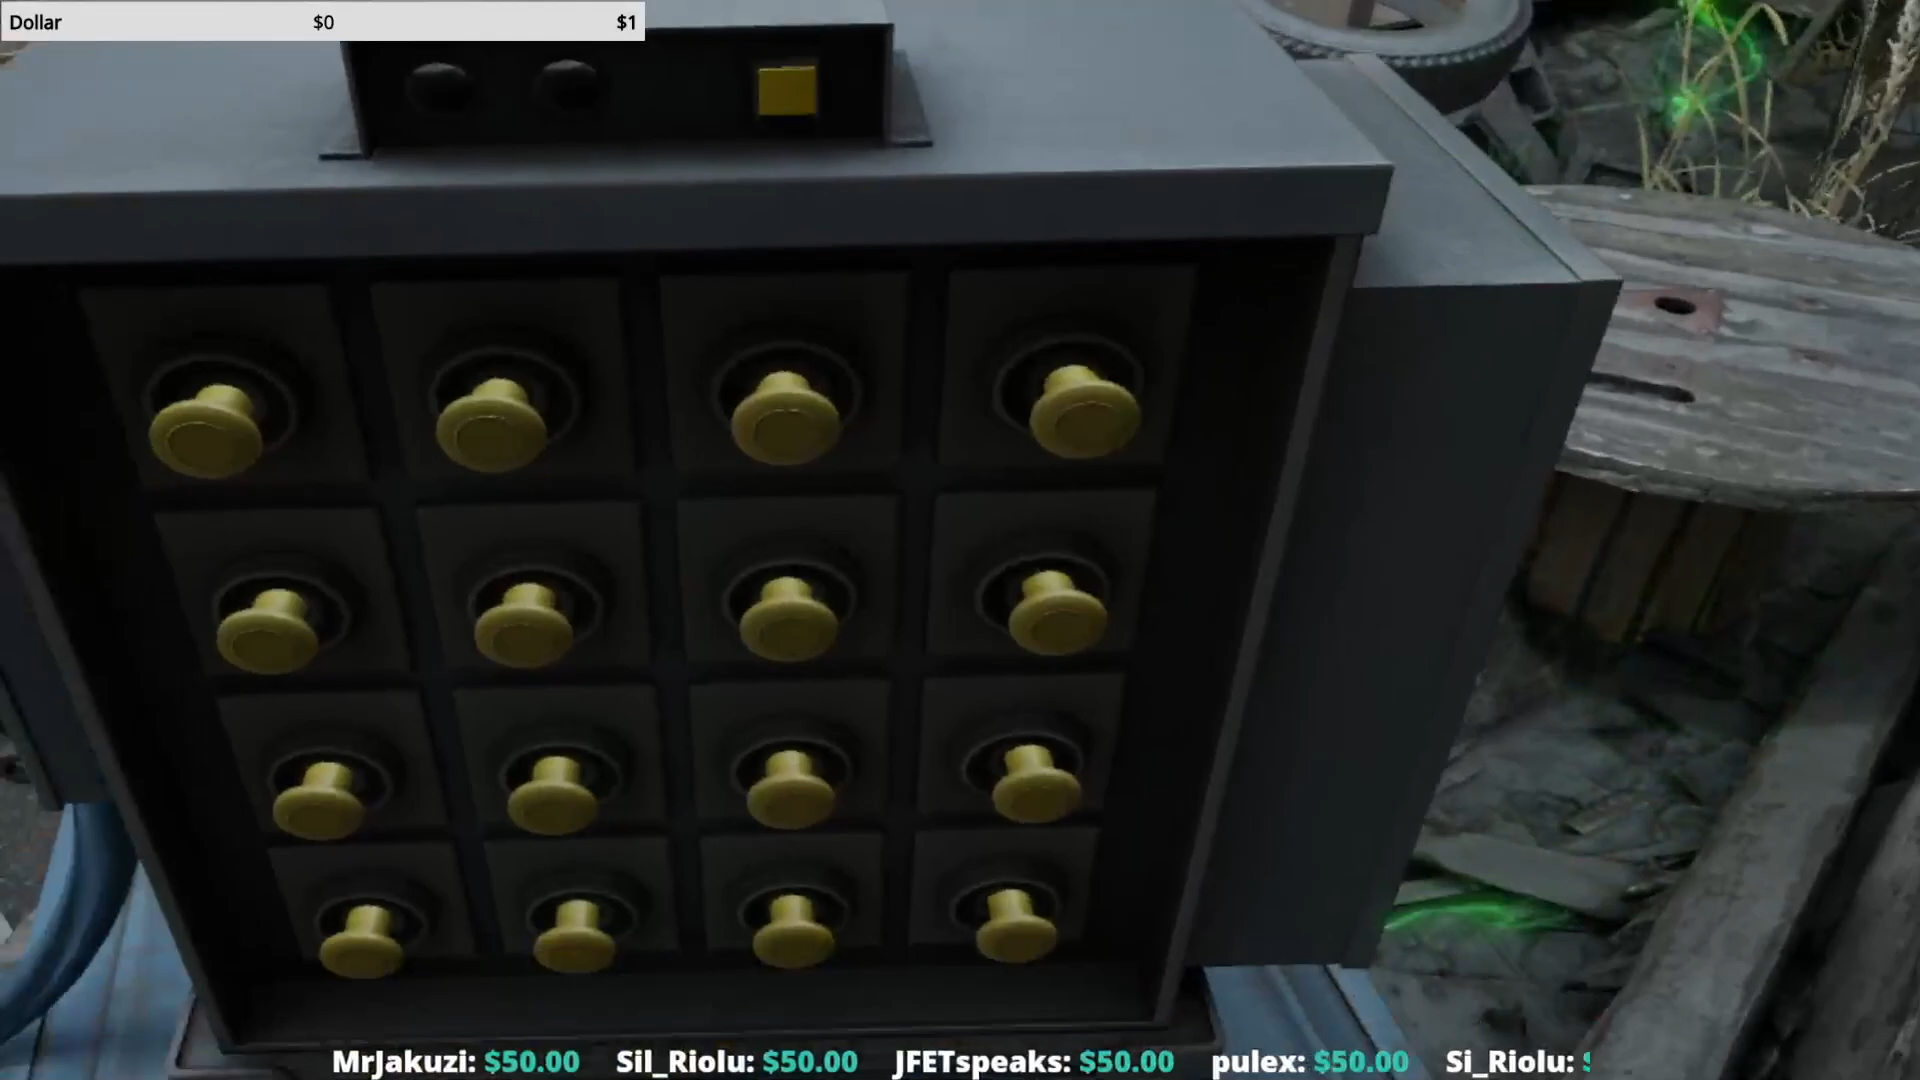 Dollar $0 $1
MrJakuzi: $50.00 Sil_Riolu: $50.00 JFETspeaks: $50.00 pulex: $50.00 Si_Riolu: